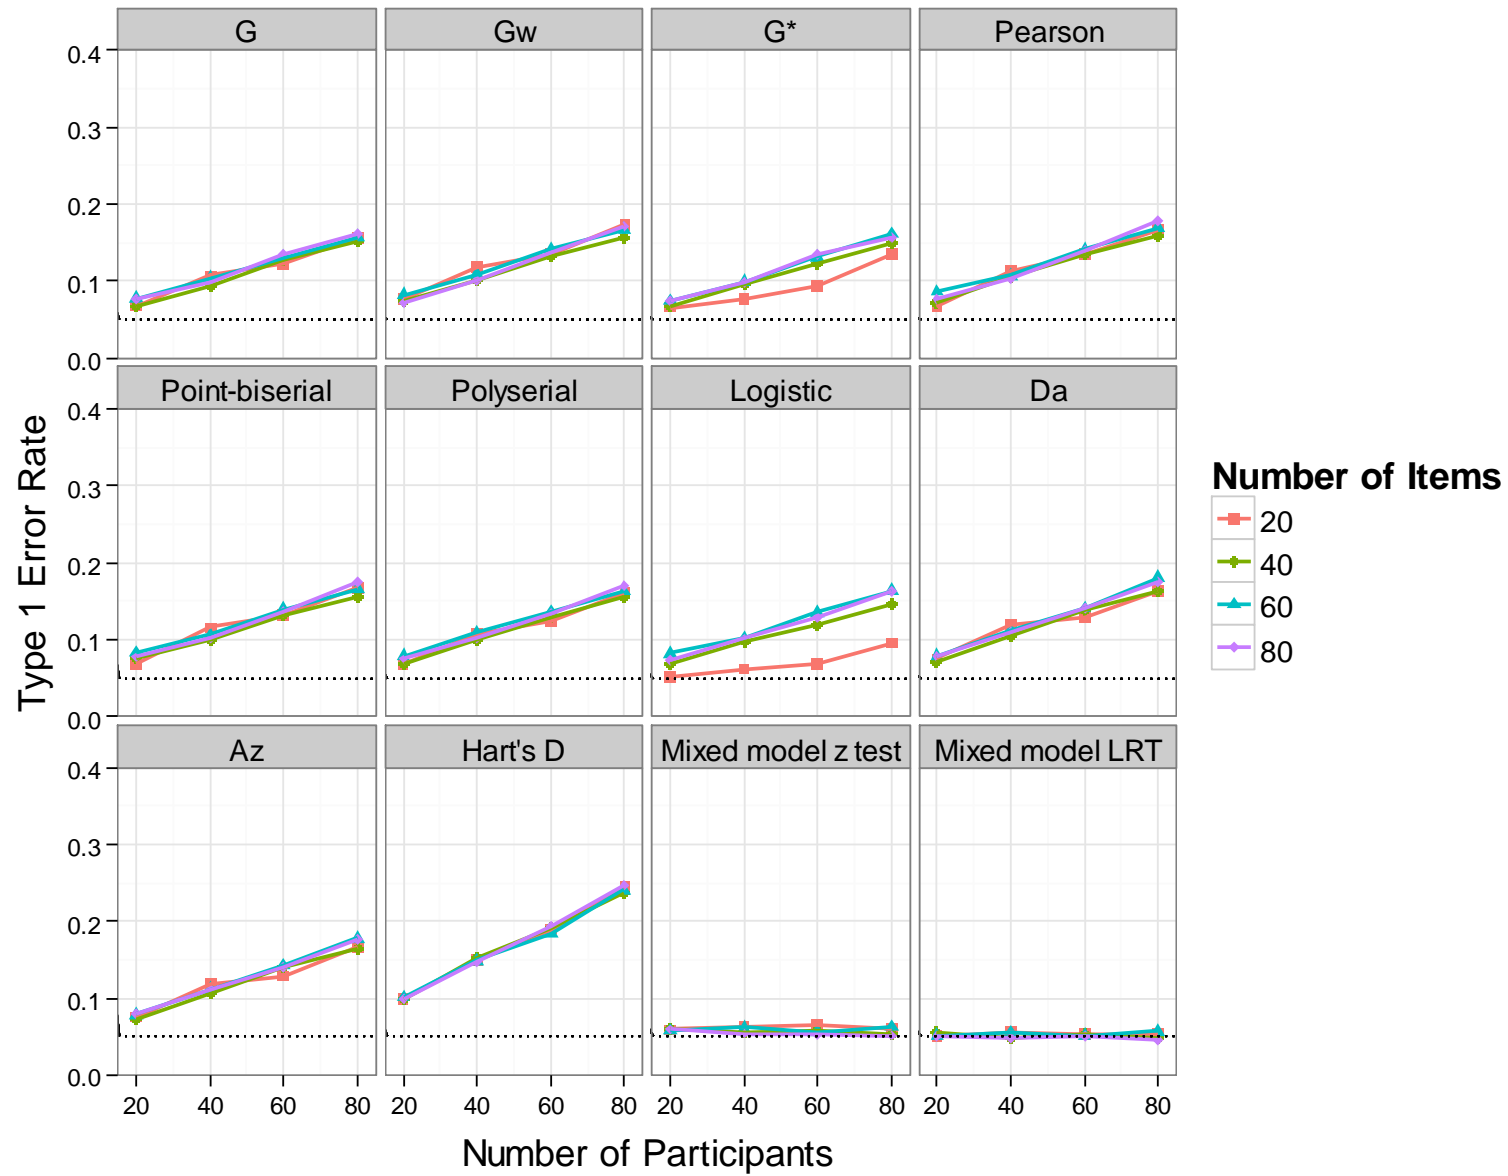 G Gw G* Pearson
0.4
0.3
0.2
0.1
0.0
Point-biserial Polyserial Logistic Da
0.4
0.3
0.2
0.1
0.0
Az Hart's D Mixed model z test Mixed model LRT
0.4
0.3
0.2
0.1
0.0
20 40 60 80 20 40 60 80 20 40 60 80 20 40 60 80
Number of Participants
Type 1 Error Rate
Number of Items
20
40
60
80